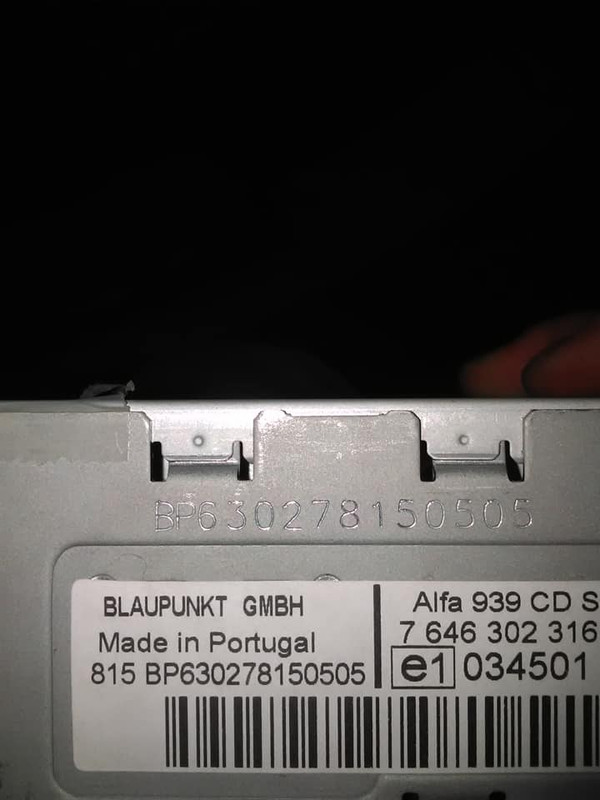 BP630278150505
BLAUPUNKT GMBH
Made in Portugal
815 BP630278150505
Alfa 939 CD S
7 646 302 316
e1 034501